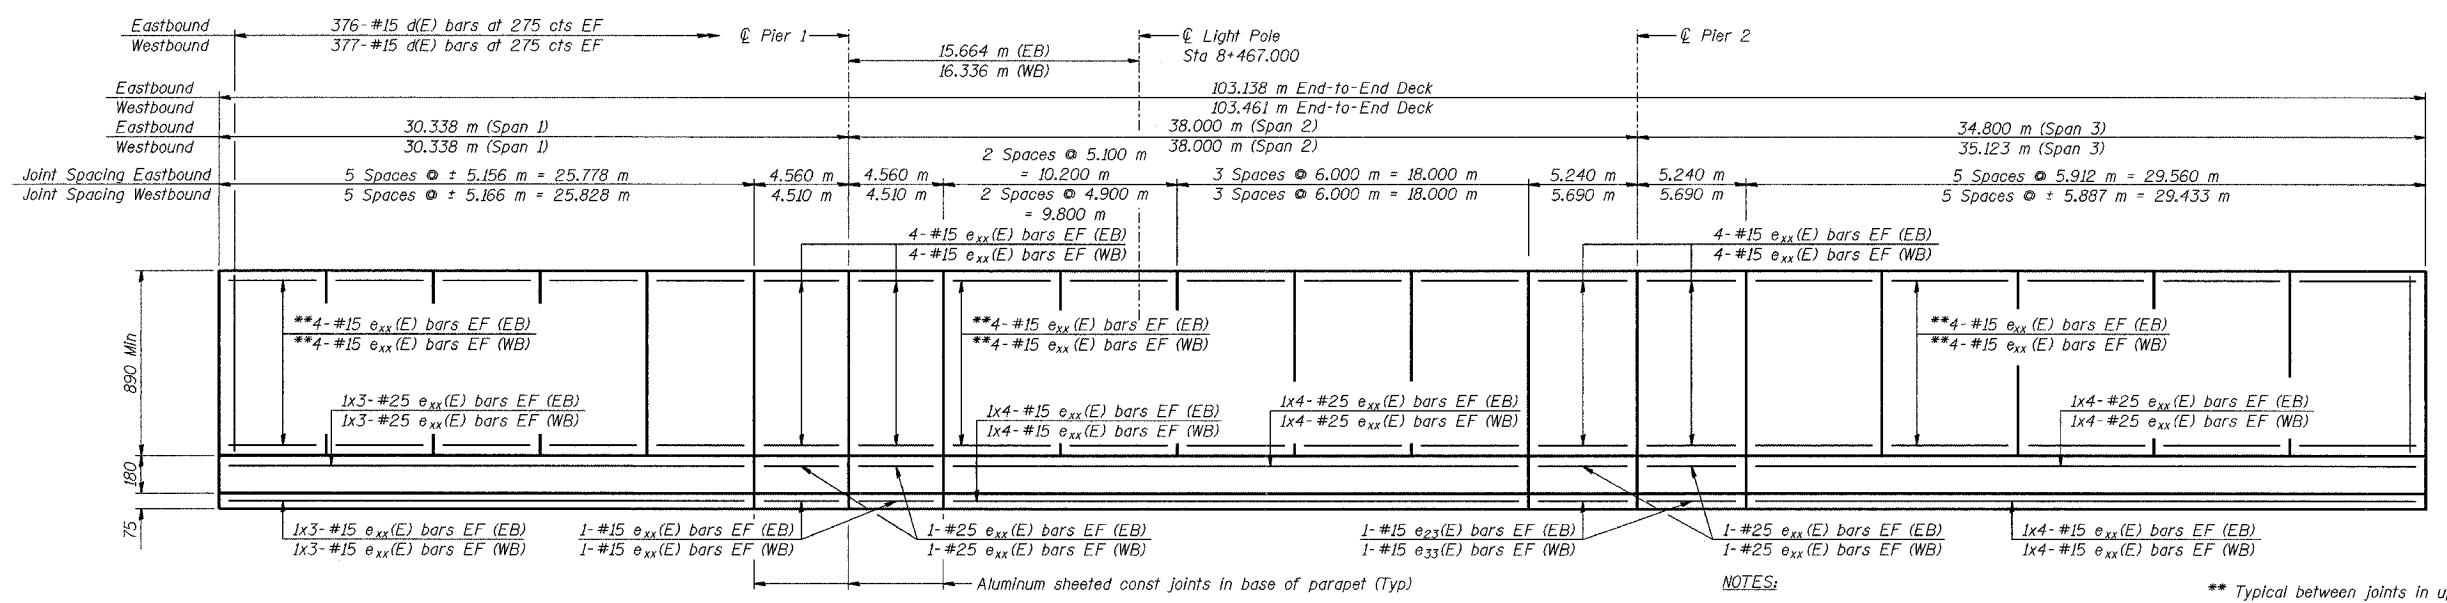 Eastbound 376-#15 d(E) bars at 275 cts EF
Westbound 377-#15 d(E) bars at 275 cts EF
℄ Pier 1
15.664 m (EB)
16.336 m (WB)
℄ Light Pole
Sta 8+467.000
℄ Pier 2
Eastbound 103.138 m End-to-End Deck
Westbound 103.461 m End-to-End Deck
Eastbound 30.338 m (Span 1) 38.000 m (Span 2) 34.800 m (Span 3)
Westbound 30.338 m (Span 1) 38.000 m (Span 2) 35.123 m (Span 3)
Joint Spacing Eastbound 5 Spaces @ ± 5.156 m = 25.778 m 4.560 m 4.560 m 2 Spaces @ 5.100 m = 10.200 m 3 Spaces @ 6.000 m = 18.000 m 5.240 m 5.240 m 5 Spaces @ 5.912 m = 29.560 m
Joint Spacing Westbound 5 Spaces @ ± 5.166 m = 25.828 m 4.510 m 4.510 m 2 Spaces @ 4.900 m = 9.800 m 3 Spaces @ 6.000 m = 18.000 m 5.690 m 5.690 m 5 Spaces @ ± 5.887 m = 29.433 m
4-#15 exx(E) bars EF (EB)
4-#15 exx(E) bars EF (WB)
4-#15 exx(E) bars EF (EB)
4-#15 exx(E) bars EF (WB)
890 Min
**4-#15 exx(E) bars EF (EB)
**4-#15 exx(E) bars EF (WB)
**4-#15 exx(E) bars EF (EB)
**4-#15 exx(E) bars EF (WB)
**4-#15 exx(E) bars EF (EB)
**4-#15 exx(E) bars EF (WB)
1x3-#25 exx(E) bars EF (EB)
1x3-#25 exx(E) bars EF (WB)
1x4-#15 exx(E) bars EF (EB)
1x4-#15 exx(E) bars EF (WB)
1x4-#25 exx(E) bars EF (EB)
1x4-#25 exx(E) bars EF (WB)
1x4-#25 exx(E) bars EF (EB)
1x4-#25 exx(E) bars EF (WB)
180
75
1x3-#15 exx(E) bars EF (EB)
1x3-#15 exx(E) bars EF (WB)
1-#15 exx(E) bars EF (EB)
1-#15 exx(E) bars EF (WB)
1-#25 exx(E) bars EF (EB)
1-#25 exx(E) bars EF (WB)
1-#15 e23(E) bars EF (EB)
1-#15 e33(E) bars EF (WB)
1-#25 exx(E) bars EF (EB)
1-#25 exx(E) bars EF (WB)
1x4-#15 exx(E) bars EF (EB)
1x4-#15 exx(E) bars EF (WB)
Aluminum sheeted const joints in base of parapet (Typ)
NOTES:
** Typical between joints in